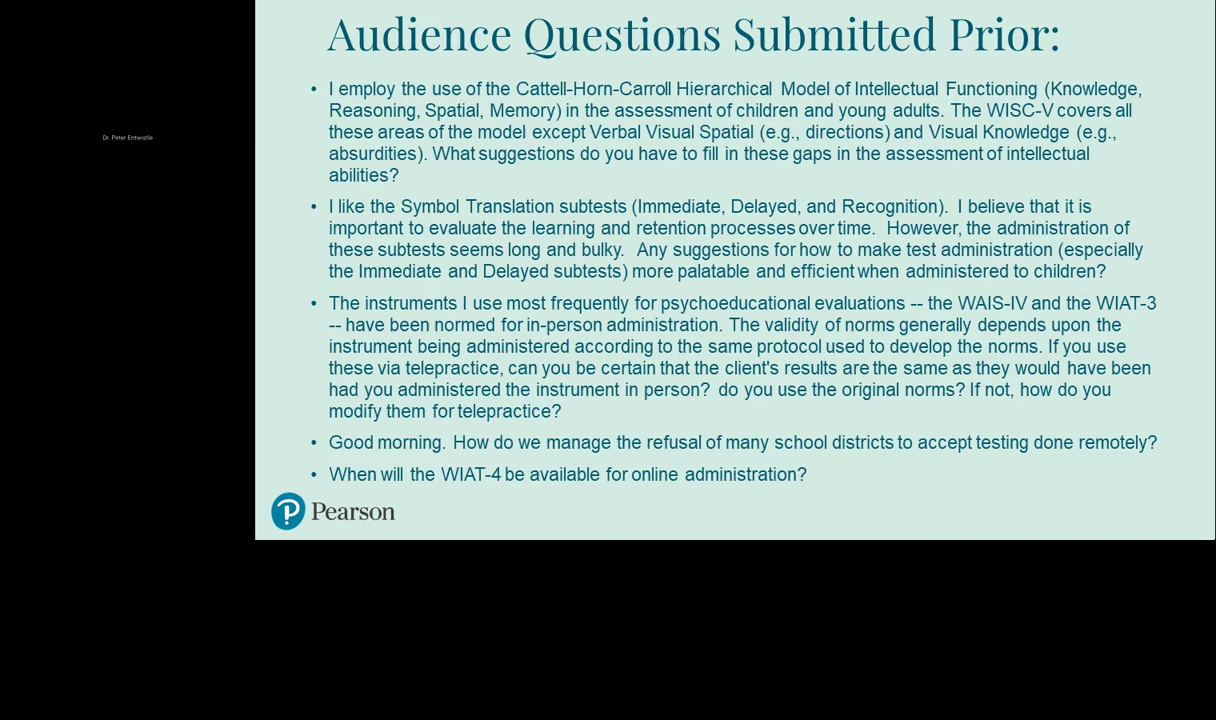 Audience Questions Submitted Prior:
Dr. Peter Entwistle
• I employ the use of the Cattell-Horn-Carroll Hierarchical Model of Intellectual Functioning (Knowledge,
Reasoning, Spatial, Memory) in the assessment of children and young adults. The WISC-V covers all
these areas of the model except Verbal Visual Spatial (e.g., directions) and Visual Knowledge (e.g.,
absurdities). What suggestions do you have to fill in these gaps in the assessment of intellectual
abilities?
• I like the Symbol Translation subtests (Immediate, Delayed, and Recognition). I believe that it is
important to evaluate the learning and retention processes over time. However, the administration of
these subtests seems long and bulky. Any suggestions for how to make test administration (especially
the Immediate and Delayed subtests) more palatable and efficient when administered to children?
• The instruments I use most frequently for psychoeducational evaluations -- the WAIS-IV and the WIAT-3
-- have been normed for in-person administration. The validity of norms generally depends upon the
instrument being administered according to the same protocol used to develop the norms. If you use
these via telepractice, can you be certain that the client's results are the same as they would have been
had you administered the instrument in person? do you use the original norms? If not, how do you
modify them for telepractice?
• Good morning. How do we manage the refusal of many school districts to accept testing done remotely?
• When will the WIAT-4 be available for online administration?
Pearson